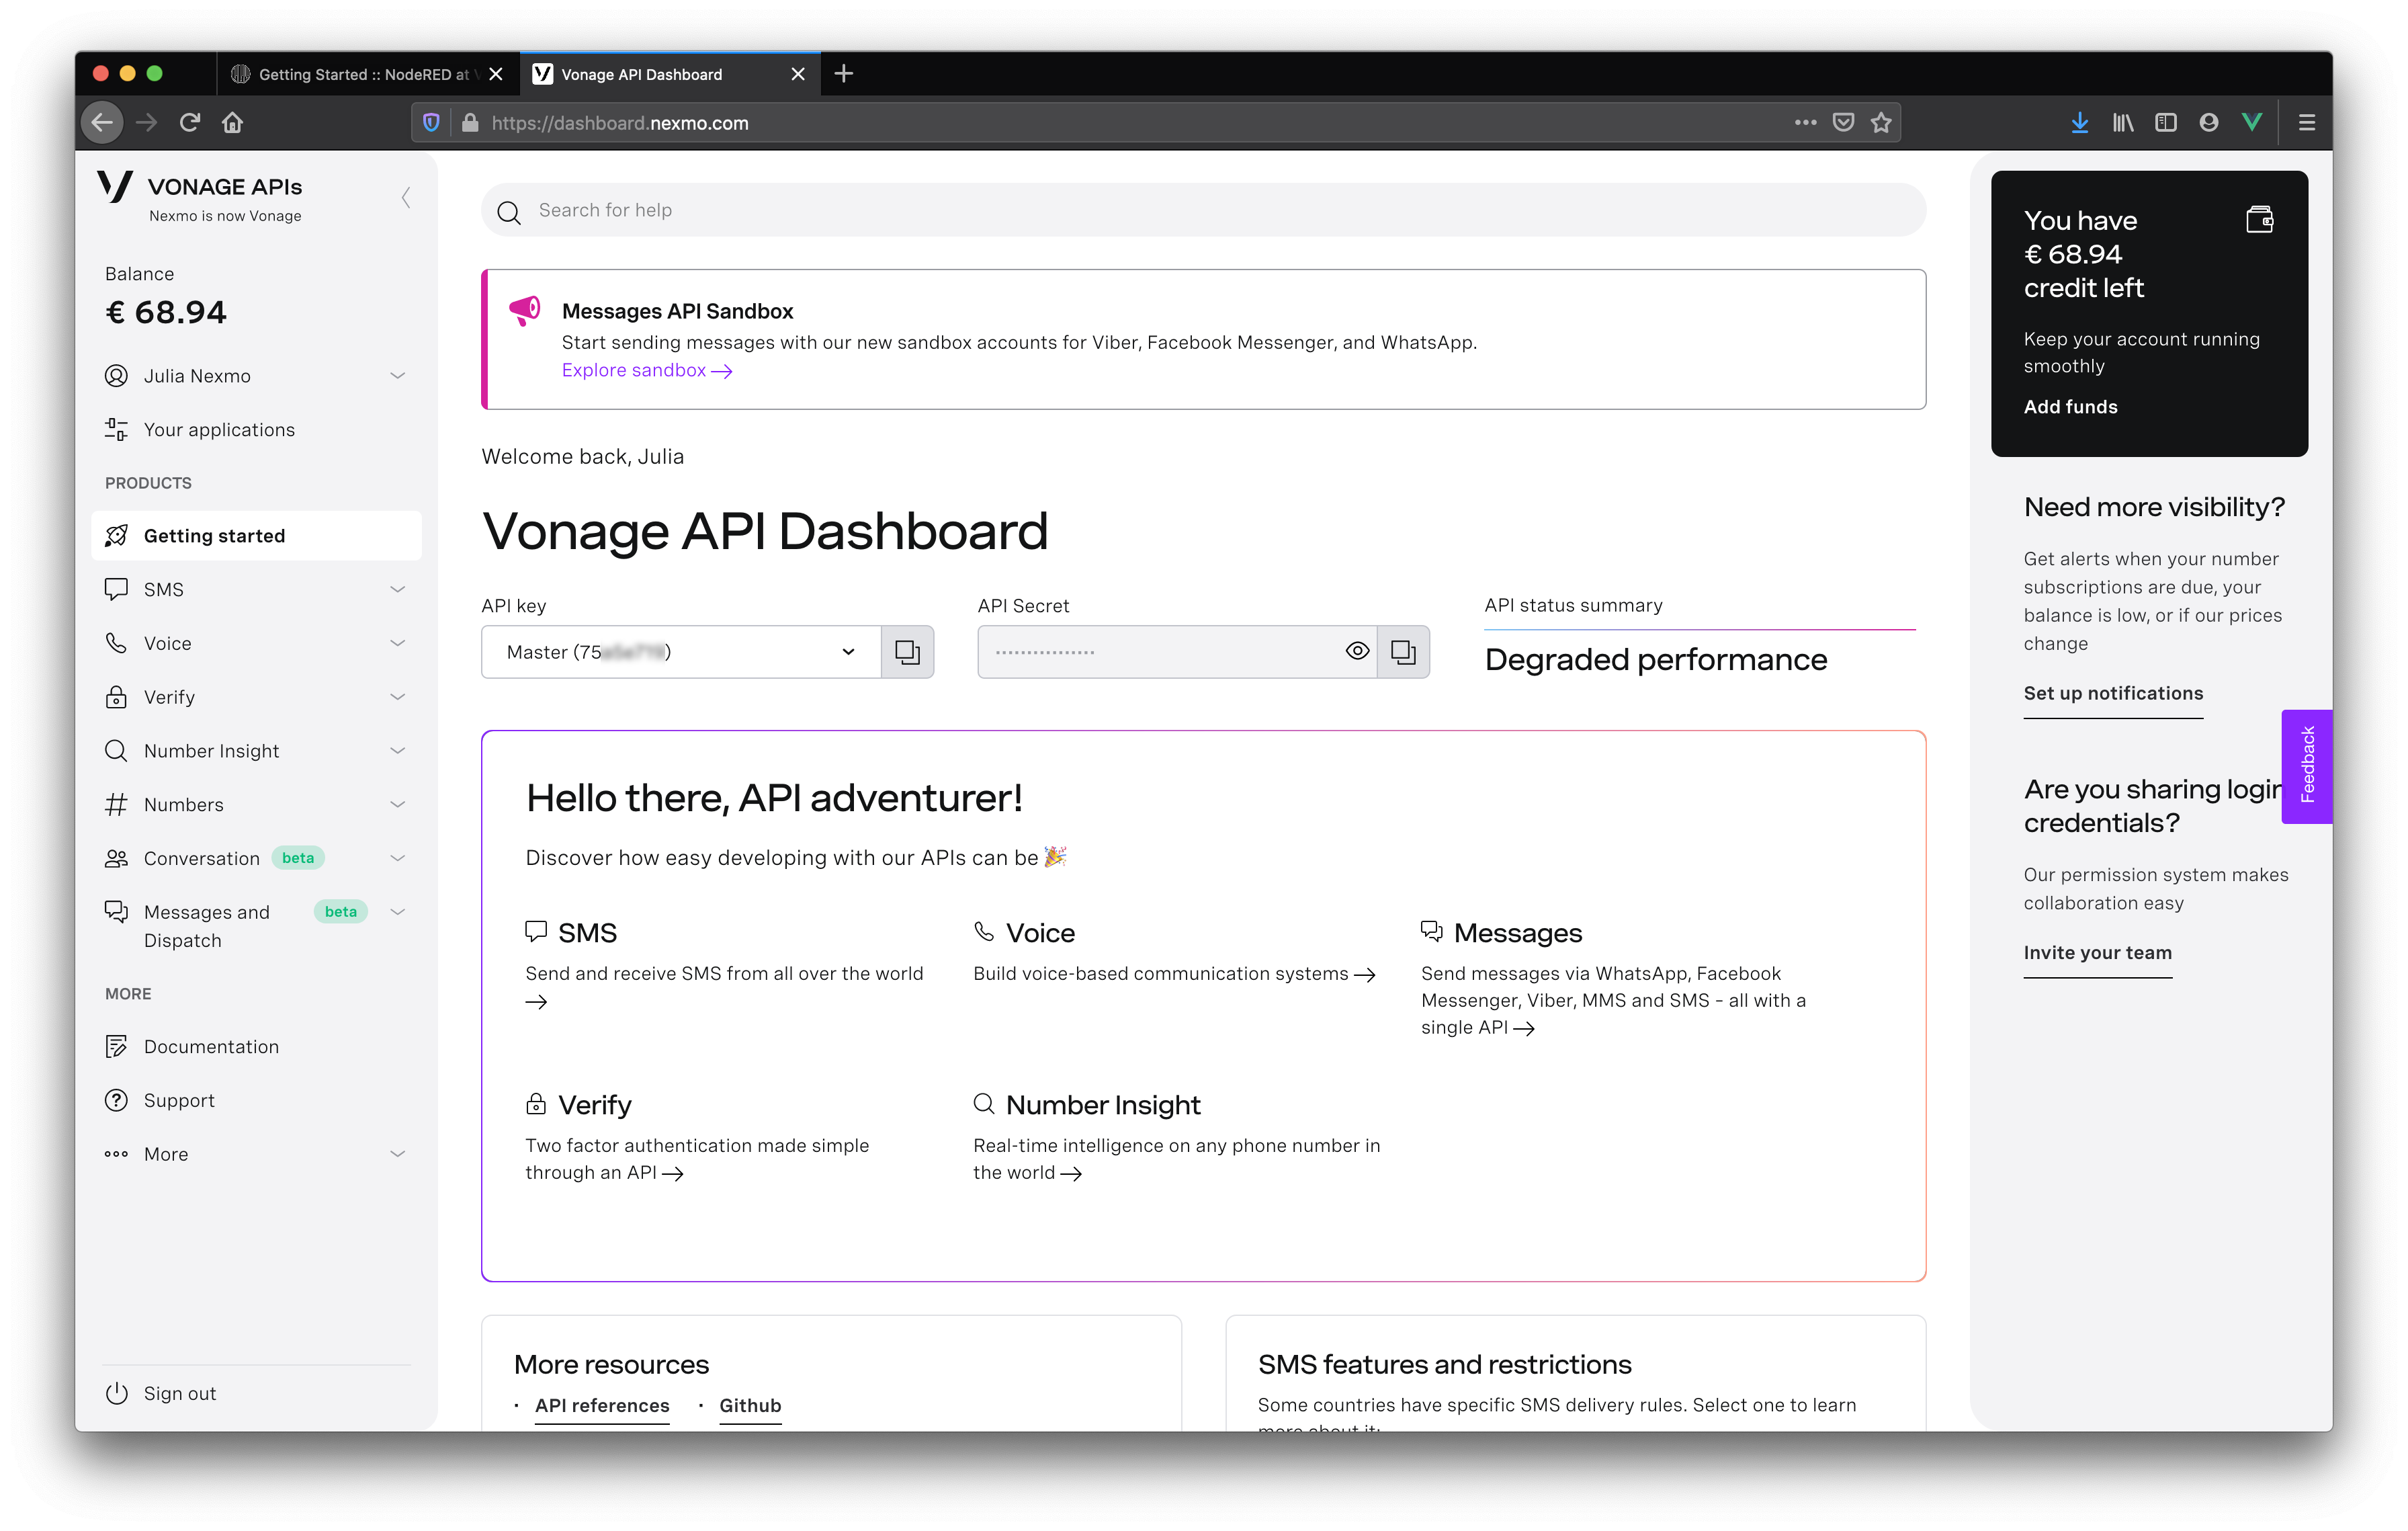 Getting Started :: NodeRED at
Vonage API Dashboard
https://dashboard.nexmo.com
VONAGE APIs
Nexmo is now Vonage
Balance
€ 68.94
Julia Nexmo
Your applications
PRODUCTS
Getting started
SMS
Voice
Verify
Number Insight
Numbers
Conversation beta
Messages and Dispatch beta
MORE
Documentation
Support
More
Sign out
Search for help
Messages API Sandbox
Start sending messages with our new sandbox accounts for Viber, Facebook Messenger, and WhatsApp.
Explore sandbox →
Welcome back, Julia
Vonage API Dashboard
API key
Master (75
API Secret
API status summary
Degraded performance
Hello there, API adventurer!
Discover how easy developing with our APIs can be 🎉
SMS
Send and receive SMS from all over the world
→
Voice
Build voice-based communication systems →
Messages
Send messages via WhatsApp, Facebook
Messenger, Viber, MMS and SMS - all with a
single API →
Verify
Two factor authentication made simple
through an API →
Number Insight
Real-time intelligence on any phone number in
the world →
More resources
· API references · Github
SMS features and restrictions
Some countries have specific SMS delivery rules. Select one to learn
more about it:
You have
€ 68.94
credit left
Keep your account running
smoothly
Add funds
Need more visibility?
Get alerts when your number
subscriptions are due, your
balance is low, or if our prices
change
Set up notifications
Feedback
Are you sharing login
credentials?
Our permission system makes
collaboration easy
Invite your team